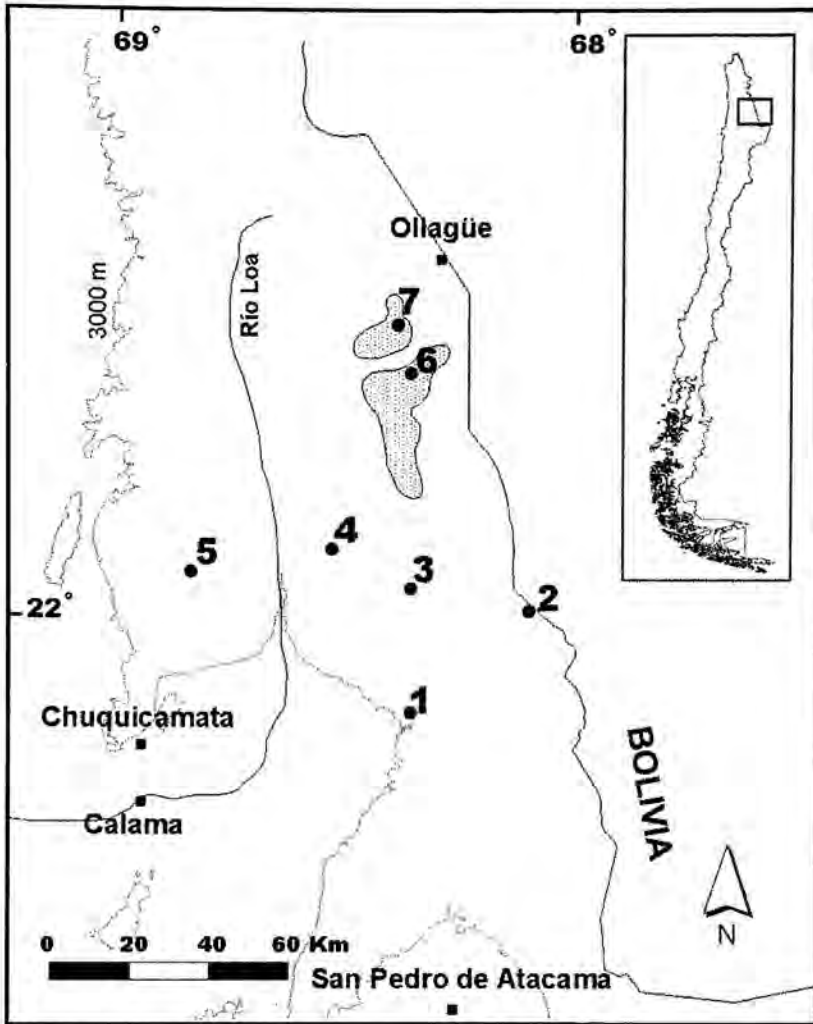 69°
68°
Ollagüe
3000 m
Río Loa
7
6
5
4
3
22°
2
1
Chuquicamata
Calama
BOLIVIA
N
0 20 40 60 Km
San Pedro de Atacama